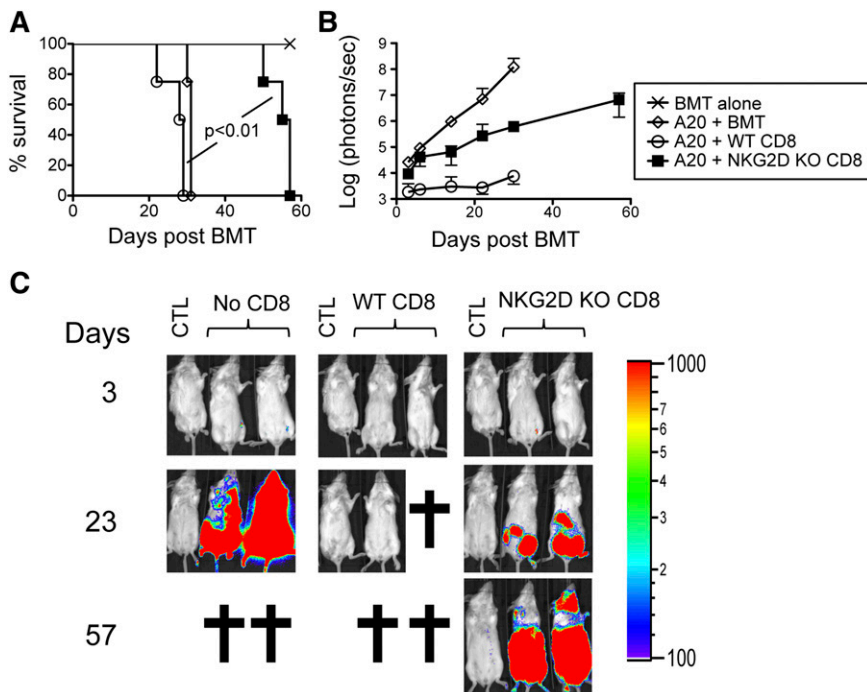 A
% survival
100
80
60
40
20
0
p<0.01
0 20 40 60
Days post BMT
B
Log (photons/sec)
9
8
7
6
5
4
3
0 20 40 60
Days post BMT
BMT alone
A20 + BMT
A20 + WT CD8
A20 + NKG2D KO CD8
C
Days
CTL No CD8 CTL WT CD8 CTL NKG2D KO CD8
3
23
57
1000
8
7
6
5
4
3
2
100